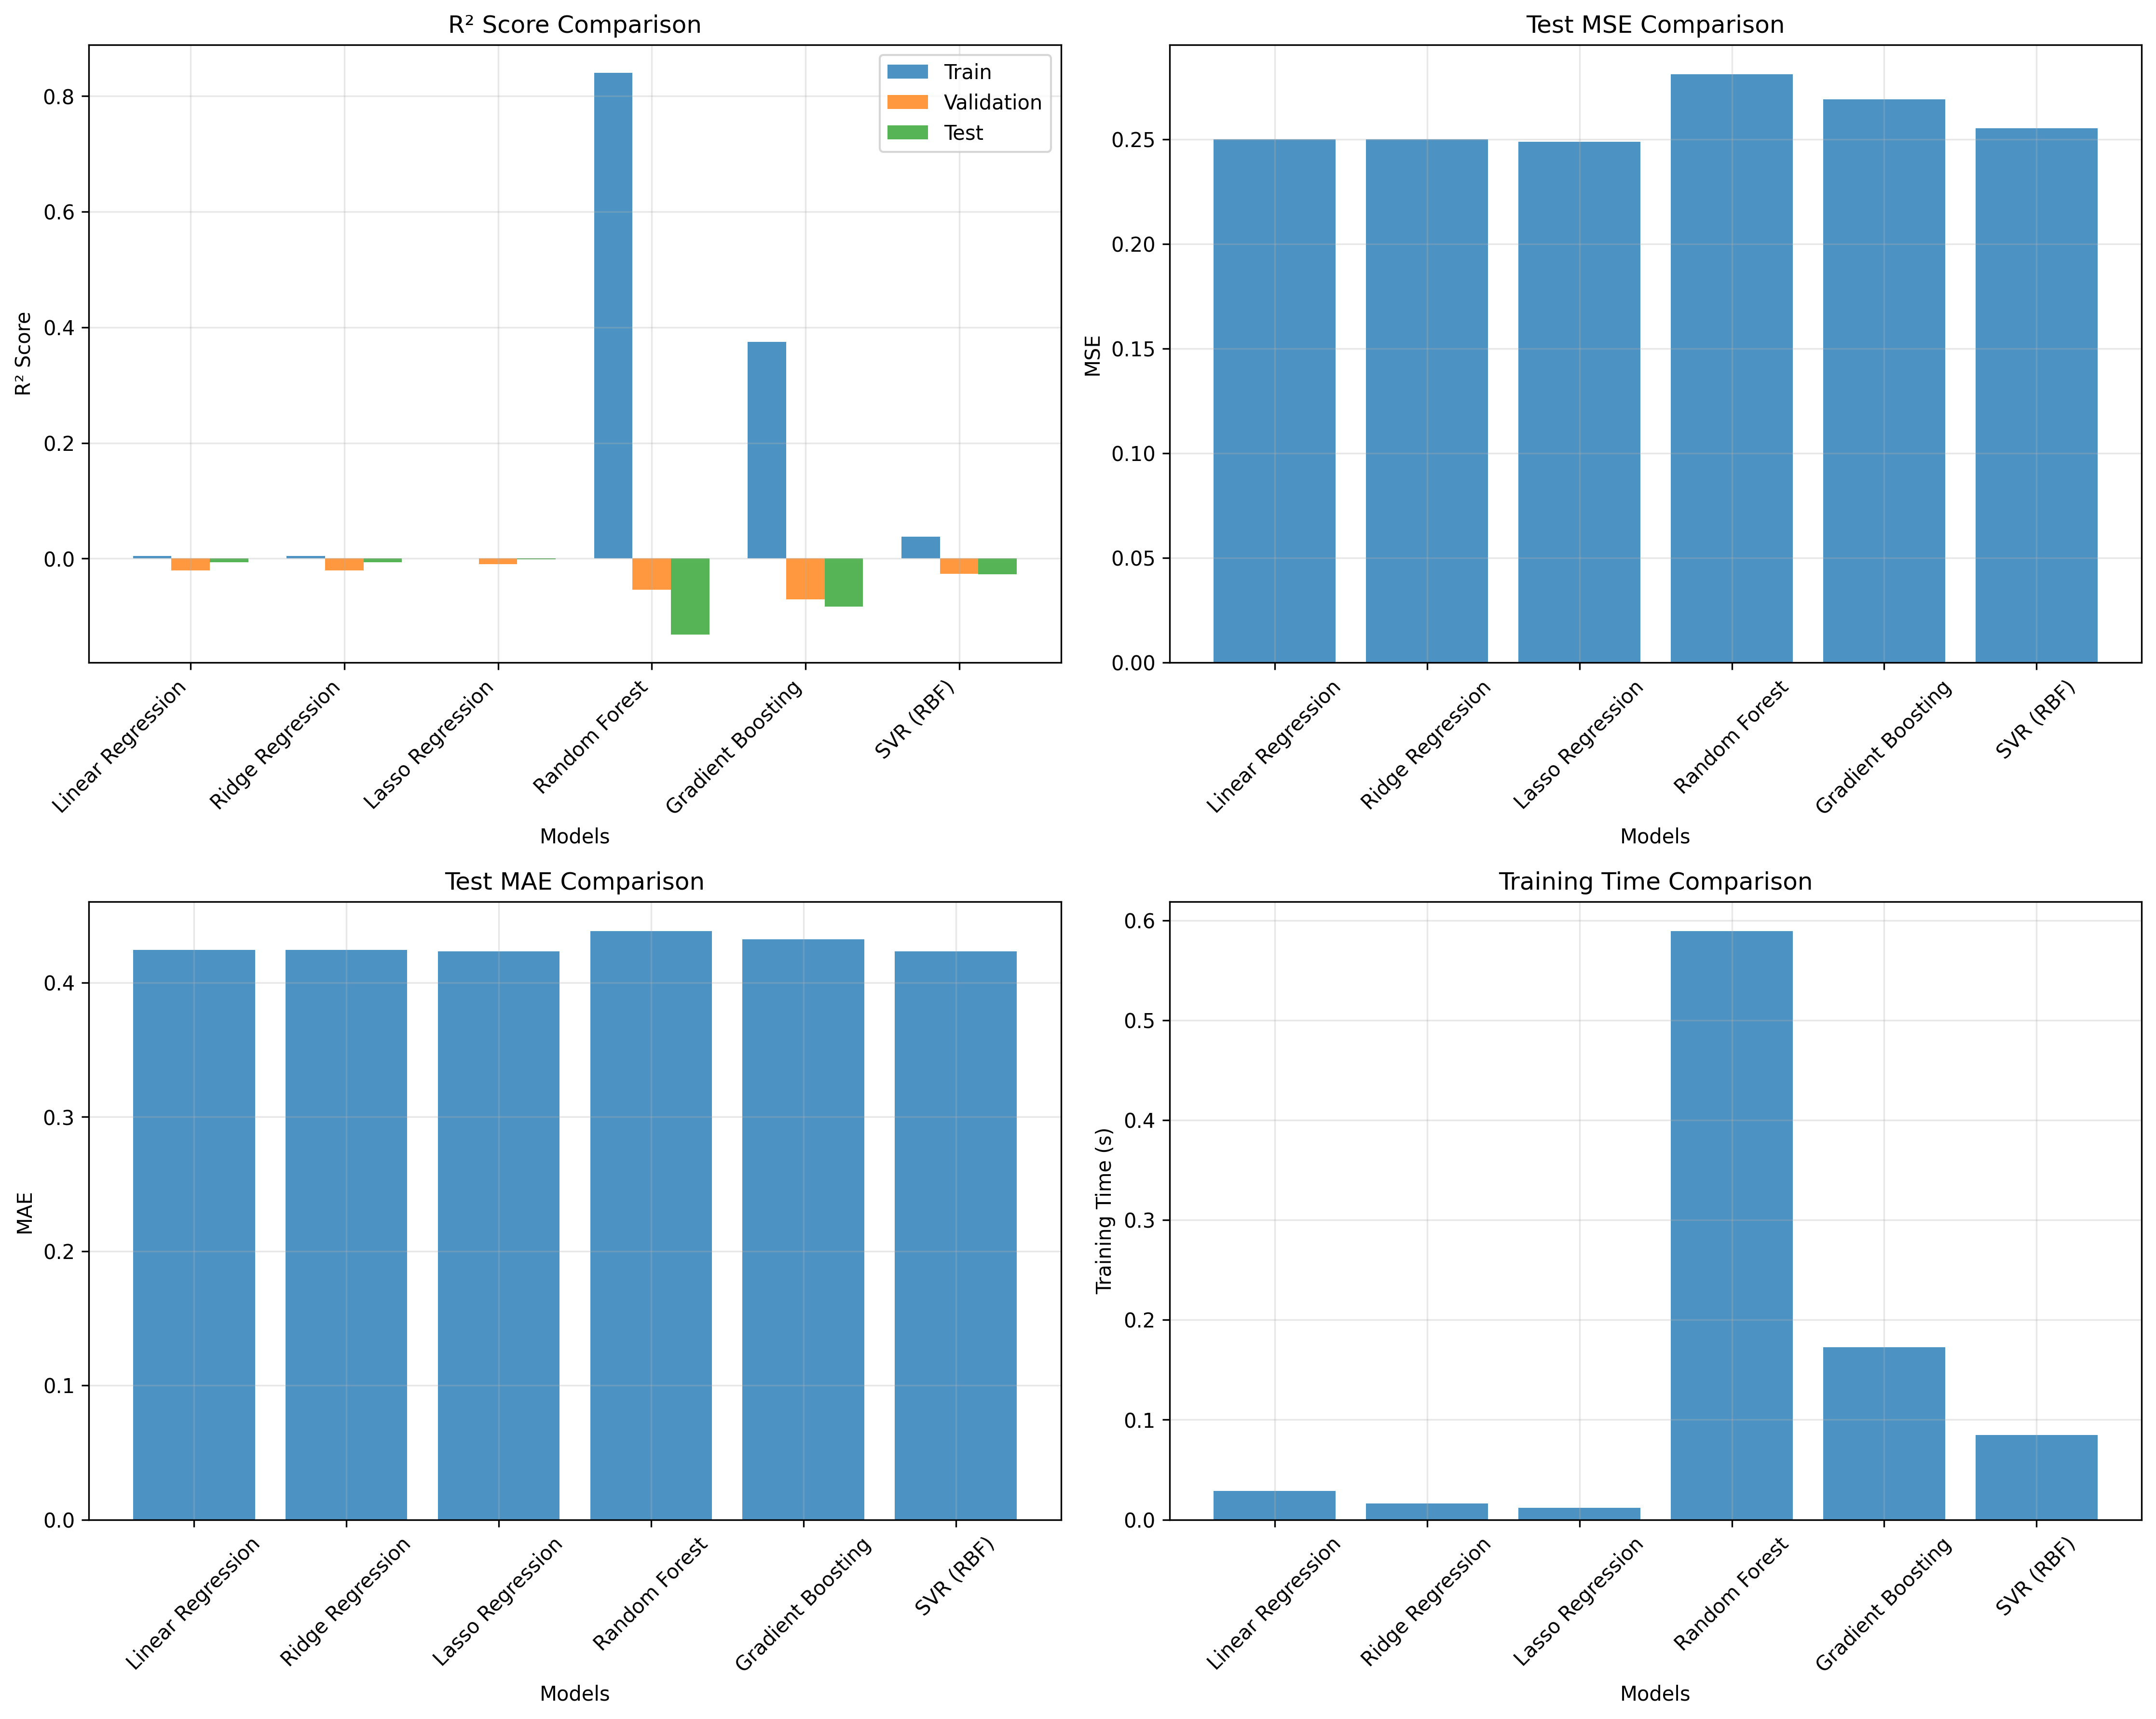 R² Score Comparison
R² Score
0.8
0.6
0.4
0.2
0.0
Train
Validation
Test
Linear Regression
Ridge Regression
Lasso Regression
Random Forest
Gradient Boosting
SVR (RBF)
Models
Test MSE Comparison
MSE
0.25
0.20
0.15
0.10
0.05
0.00
Linear Regression
Ridge Regression
Lasso Regression
Random Forest
Gradient Boosting
SVR (RBF)
Models
Test MAE Comparison
MAE
0.4
0.3
0.2
0.1
0.0
Linear Regression
Ridge Regression
Lasso Regression
Random Forest
Gradient Boosting
SVR (RBF)
Models
Training Time Comparison
Training Time (s)
0.6
0.5
0.4
0.3
0.2
0.1
0.0
Linear Regression
Ridge Regression
Lasso Regression
Random Forest
Gradient Boosting
SVR (RBF)
Models